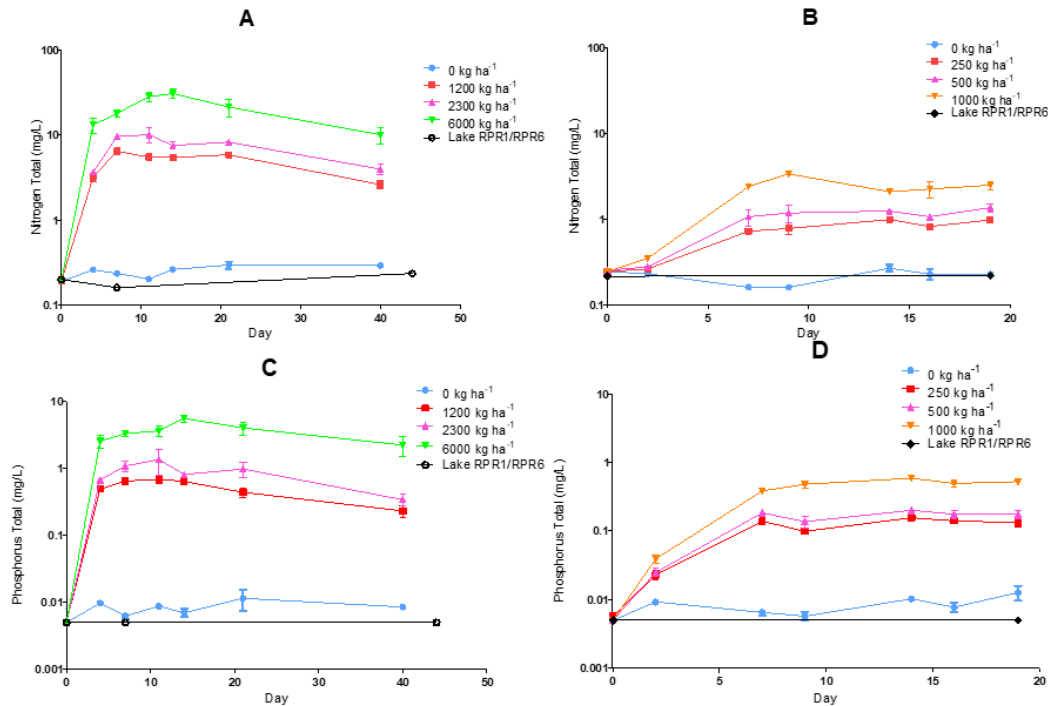 A
Nitrogen Total (mg/L)
100
10
1
0.1
0
10
20
30
40
50
Day
0 kg ha⁻¹
1200 kg ha⁻¹
2300 kg ha⁻¹
6000 kg ha⁻¹
Lake RPR1/RPR6
B
Nitrogen Total (mg/L)
100
10
1
0.1
0
5
10
15
20
Day
0 kg ha⁻¹
250 kg ha⁻¹
500 kg ha⁻¹
1000 kg ha⁻¹
Lake RPR1/RPR6
C
Phosphorus Total (mg/L)
10
1
0.1
0.01
0.001
0
10
20
30
40
50
Day
0 kg ha⁻¹
1200 kg ha⁻¹
2300 kg ha⁻¹
6000 kg ha⁻¹
Lake RPR1/RPR6
D
Phosphorus Total (mg/L)
10
1
0.1
0.01
0.001
0
5
10
15
20
Day
0 kg ha⁻¹
250 kg ha⁻¹
500 kg ha⁻¹
1000 kg ha⁻¹
Lake RPR1/RPR6